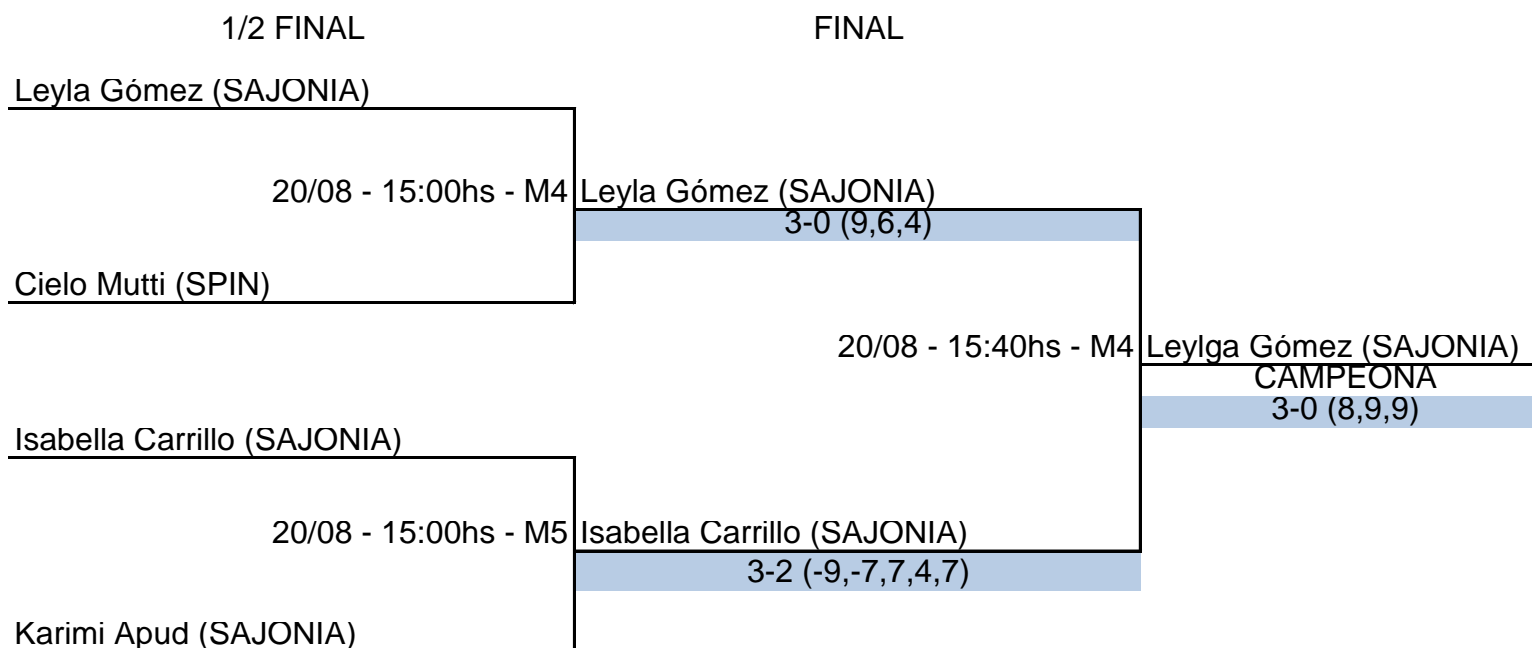 1/2 FINAL
FINAL
Leyla Gómez (SAJONIA)
20/08 - 15:00hs - M4
Leyla Gómez (SAJONIA)
3-0 (9,6,4)
Cielo Mutti (SPIN)
20/08 - 15:40hs - M4
Leylga Gómez (SAJONIA)
CAMPEONA
3-0 (8,9,9)
Isabella Carrillo (SAJONIA)
20/08 - 15:00hs - M5
Isabella Carrillo (SAJONIA)
3-2 (-9,-7,7,4,7)
Karimi Apud (SAJONIA)